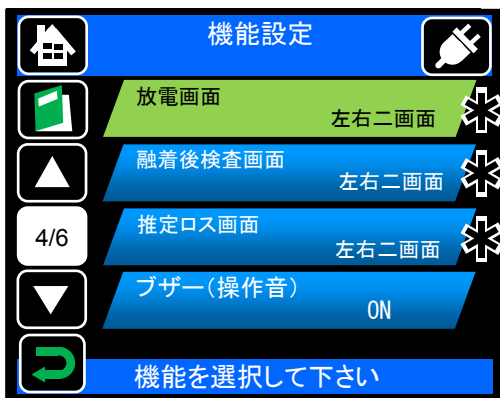 機能設定
放電画面
左右二画面
融着後検査画面
左右二画面
推定ロス画面
左右二画面
4/6
ブザー(操作音)
ON
機能を選択して下さい